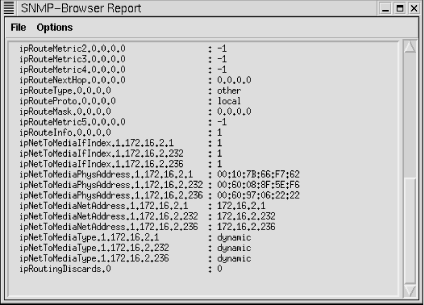 SNMP-Browser Report
File Options
ipRouteMetric2.0.0.0.0 : -1
ipRouteMetric3.0.0.0.0 : -1
ipRouteMetric4.0.0.0.0 : -1
ipRouteNextHop.0.0.0.0 : 0.0.0.0
ipRouteType.0.0.0.0 : other
ipRouteProto.0.0.0.0 : local
ipRouteMask.0.0.0.0 : 0.0.0.0
ipRouteMetric5.0.0.0.0 : -1
ipRouteInfo.0.0.0.0 : 1
ipNetToMediaIfIndex.1.172.16.2.1 : 1
ipNetToMediaIfIndex.1.172.16.2.232 : 1
ipNetToMediaIfIndex.1.172.16.2.236 : 1
ipNetToMediaPhysAddress.1.172.16.2.1 : 00:10:7B:66:F7:62
ipNetToMediaPhysAddress.1.172.16.2.232 : 00:60:08:8F:5E:F6
ipNetToMediaPhysAddress.1.172.16.2.236 : 00:60:97:06:22:22
ipNetToMediaNetAddress.1.172.16.2.1 : 172.16.2.1
ipNetToMediaNetAddress.1.172.16.2.232 : 172.16.2.232
ipNetToMediaNetAddress.1.172.16.2.236 : 172.16.2.236
ipNetToMediaType.1.172.16.2.1 : dynamic
ipNetToMediaType.1.172.16.2.232 : dynamic
ipNetToMediaType.1.172.16.2.236 : dynamic
ipRoutingDiscards.0 : 0